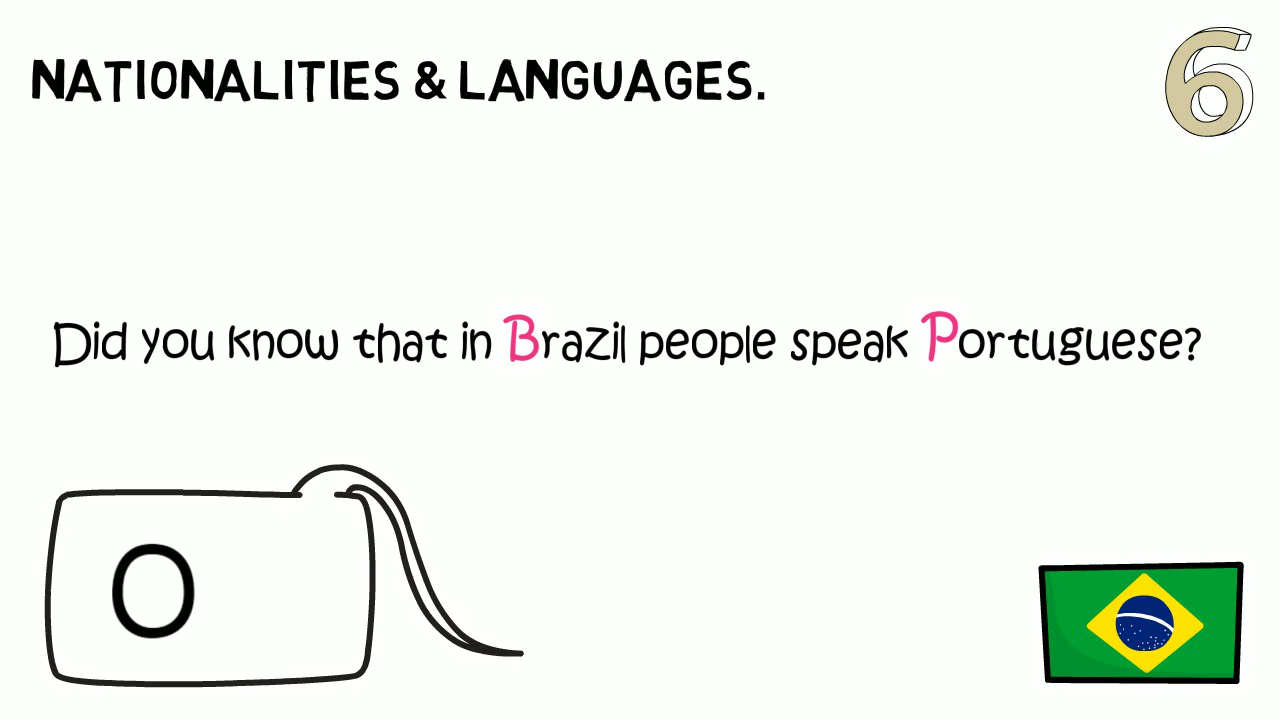 NATIONALITIES & LANGUAGES.
6
Did you know that in Brazil people speak Portuguese?
O